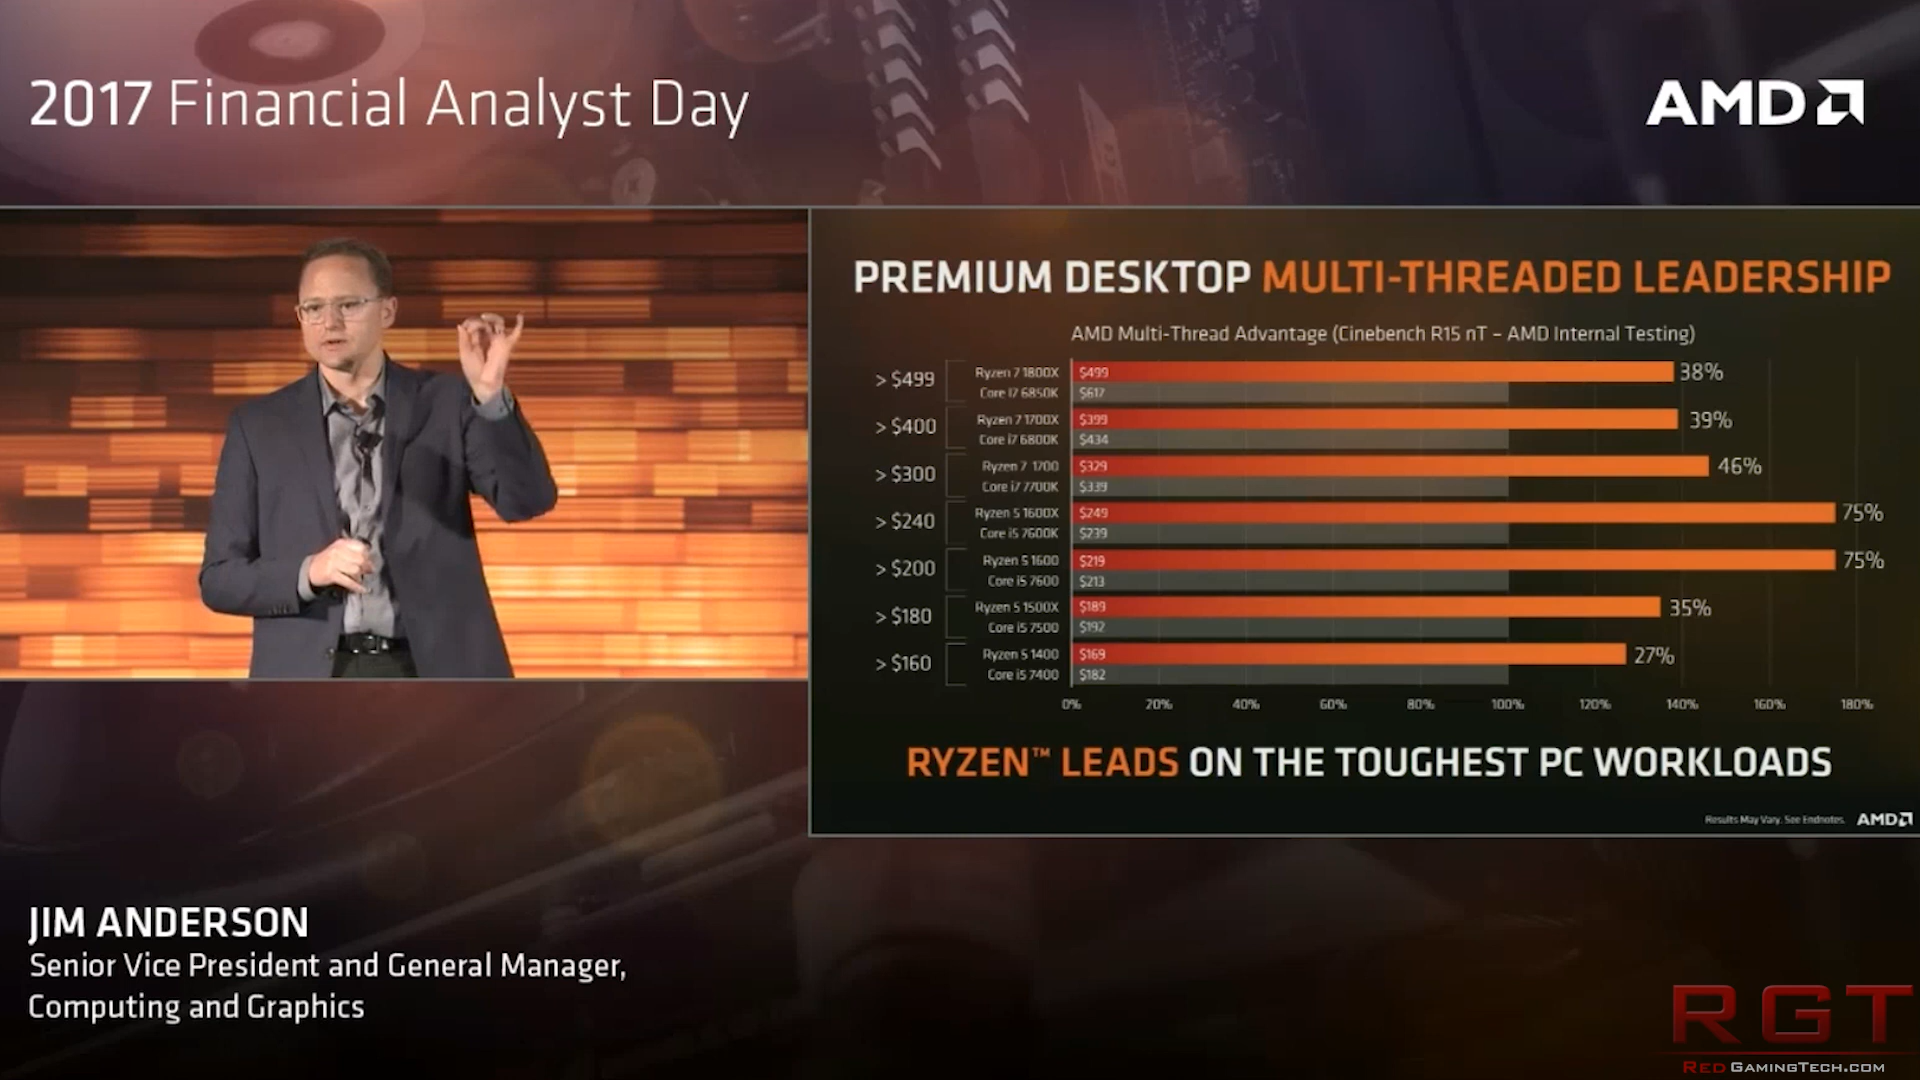 2017 Financial Analyst Day
AMD
PREMIUM DESKTOP MULTI-THREADED LEADERSHIP
AMD Multi-Thread Advantage (Cinebench R15 nT – AMD Internal Testing)
> $499
Ryzen 7 1800X $499 38%
Core i7 6850K $617
> $400
Ryzen 7 1700X $399 39%
Core i7 6800K $434
> $300
Ryzen 7 1700 $329 46%
Core i7 7700K $339
> $240
Ryzen 5 1600X $249 75%
Core i5 7600K $239
> $200
Ryzen 5 1600 $219 75%
Core i5 7600 $213
> $180
Ryzen 5 1500X $189 35%
Core i5 7500 $192
> $160
Ryzen 5 1400 $169 27%
Core i5 7400 $182
0% 20% 40% 60% 80% 100% 120% 140% 160% 180%
RYZEN™ LEADS ON THE TOUGHEST PC WORKLOADS
Results May Vary. See Endnotes. AMD
JIM ANDERSON
Senior Vice President and General Manager,
Computing and Graphics
RGT
REDGAMINGTECH.COM